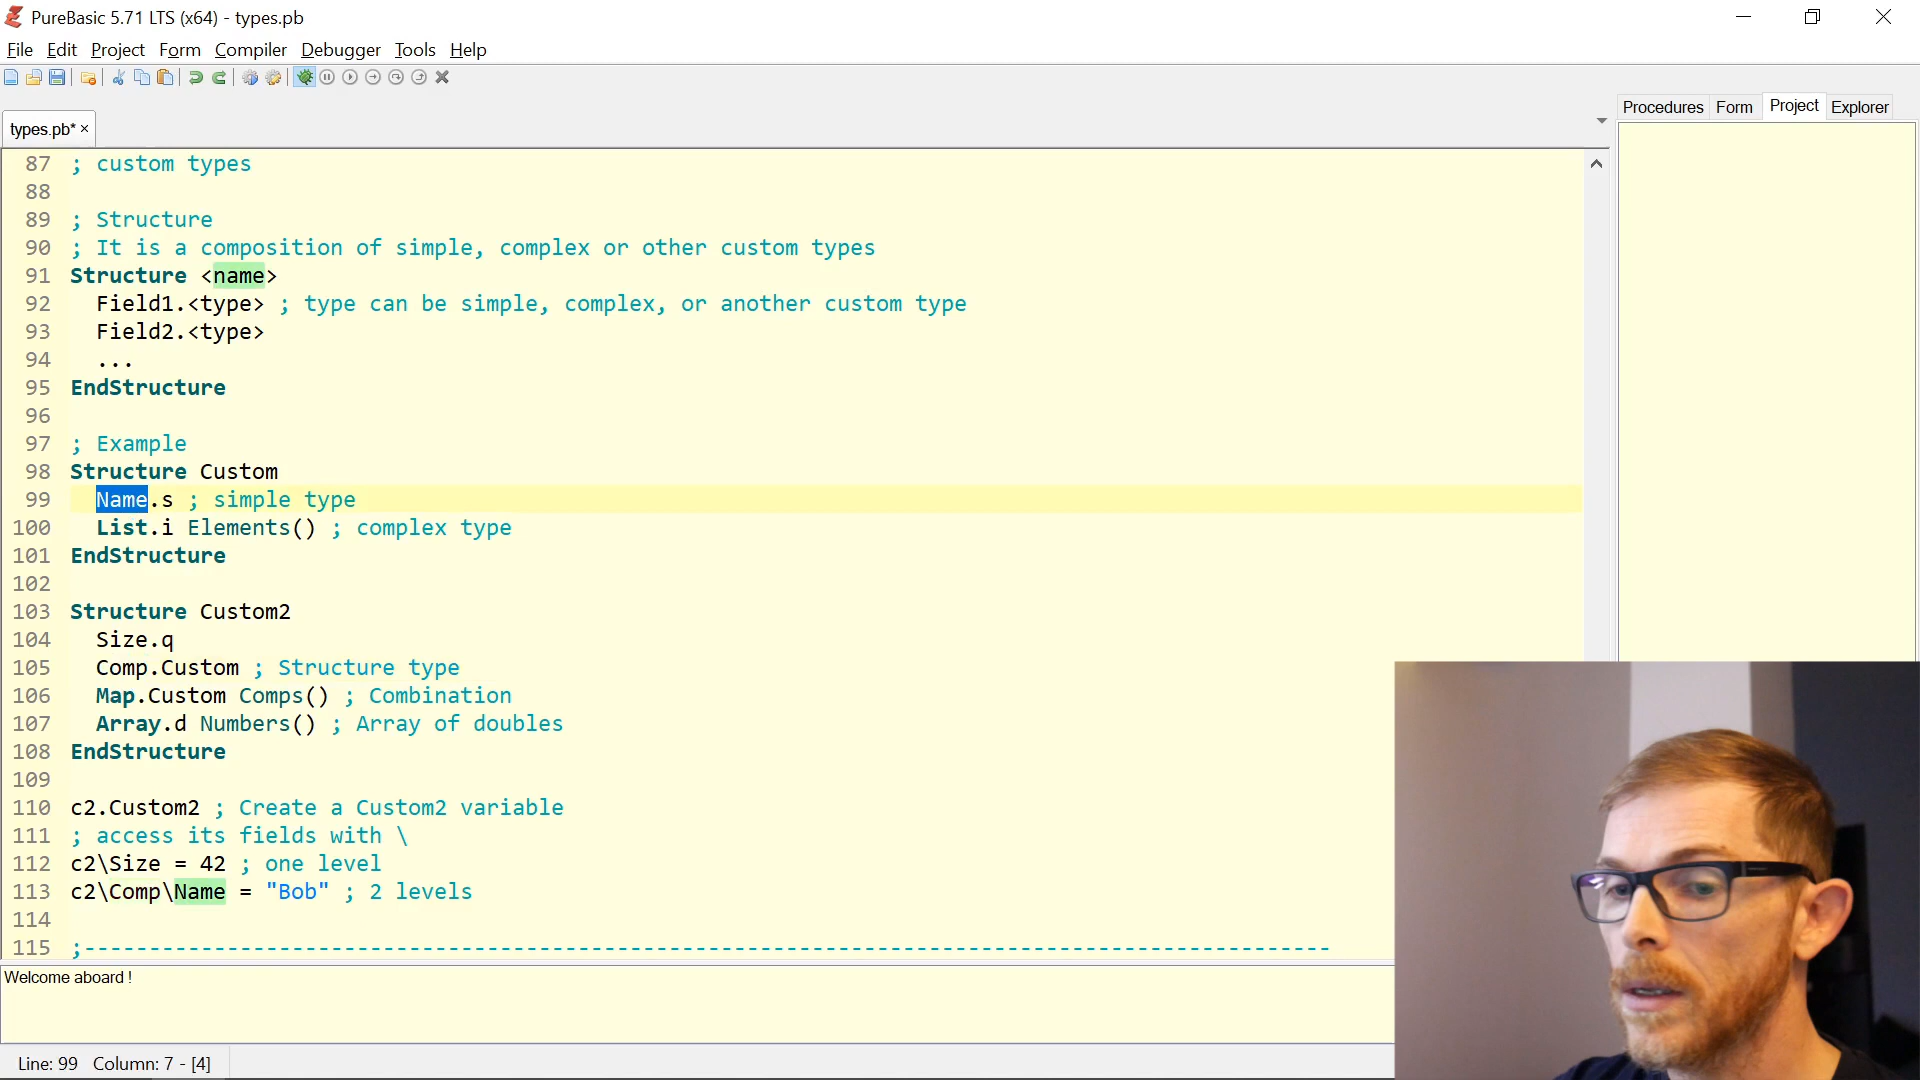 PureBasic 5.71 LTS (x64) - types.pb
File Edit Project Form Compiler Debugger Tools Help
types.pb*
Procedures Form Project Explorer
87 ; custom types
88
89 ; Structure
90 ; It is a composition of simple, complex or other custom types
91 Structure <name>
92 Field1.<type> ; type can be simple, complex, or another custom type
93 Field2.<type>
94 ...
95 EndStructure
96
97 ; Example
98 Structure Custom
99 Name.s ; simple type
100 List.i Elements() ; complex type
101 EndStructure
102
103 Structure Custom2
104 Size.q
105 Comp.Custom ; Structure type
106 Map.Custom Comps() ; Combination
107 Array.d Numbers() ; Array of doubles
108 EndStructure
109
110 c2.Custom2 ; Create a Custom2 variable
111 ; access its fields with \
112 c2\Size = 42 ; one level
113 c2\Comp\Name = "Bob" ; 2 levels
114
115 ;------------------------------------------------------------------------------------------------
Welcome aboard !
Line: 99 Column: 7 - [4]